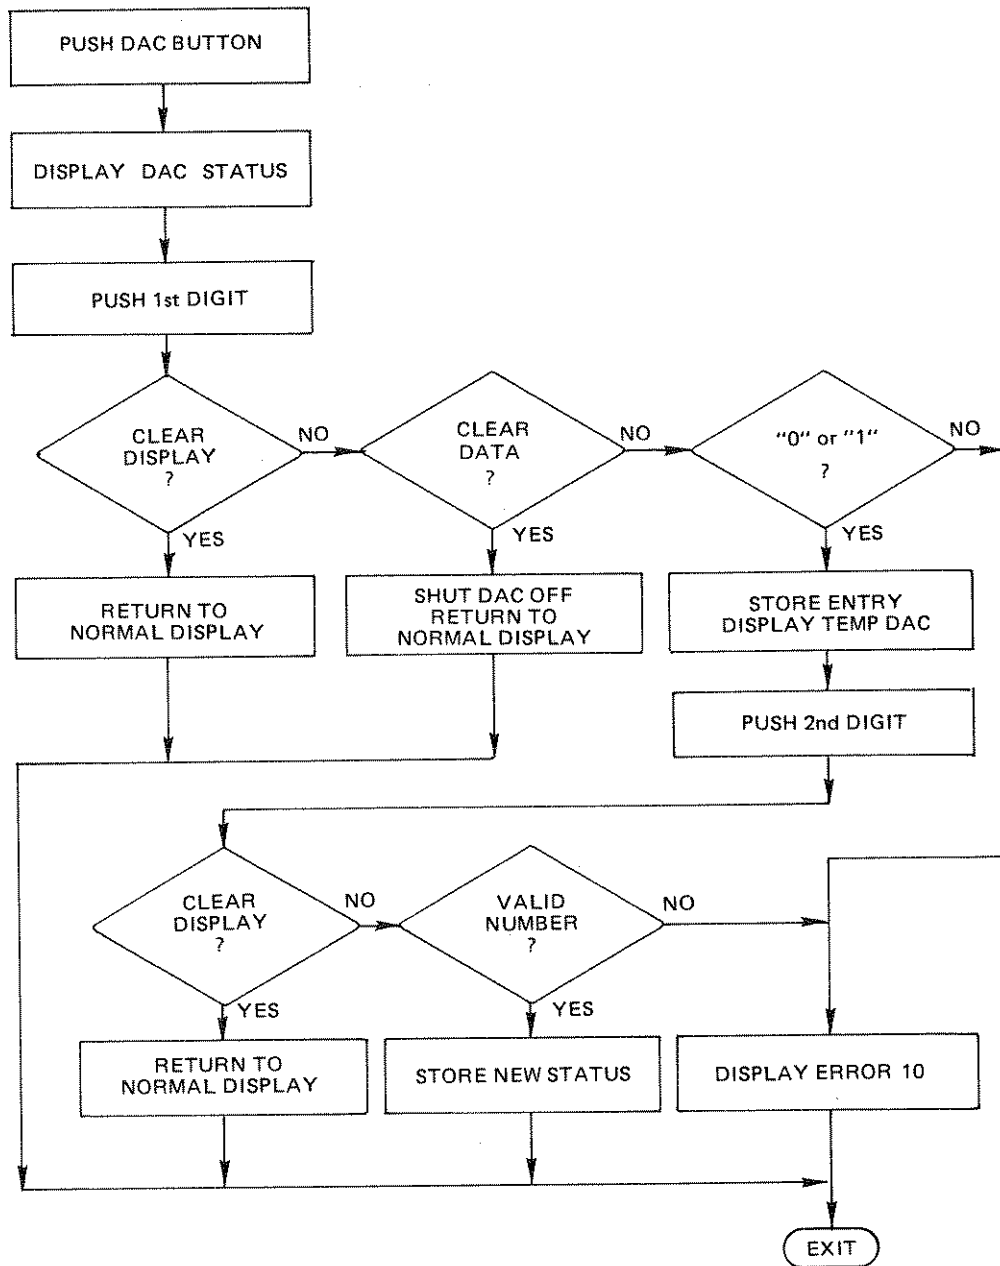 PUSH DAC BUTTON
DISPLAY DAC STATUS
PUSH 1st DIGIT
CLEAR
DISPLAY
?
NO
YES
CLEAR
DATA
?
NO
YES
"0" or "1"
?
NO
YES
RETURN TO
NORMAL DISPLAY
SHUT DAC OFF
RETURN TO
NORMAL DISPLAY
STORE ENTRY
DISPLAY TEMP DAC
PUSH 2nd DIGIT
CLEAR
DISPLAY
?
NO
YES
VALID
NUMBER
?
NO
YES
RETURN TO
NORMAL DISPLAY
STORE NEW STATUS
DISPLAY ERROR 10
EXIT